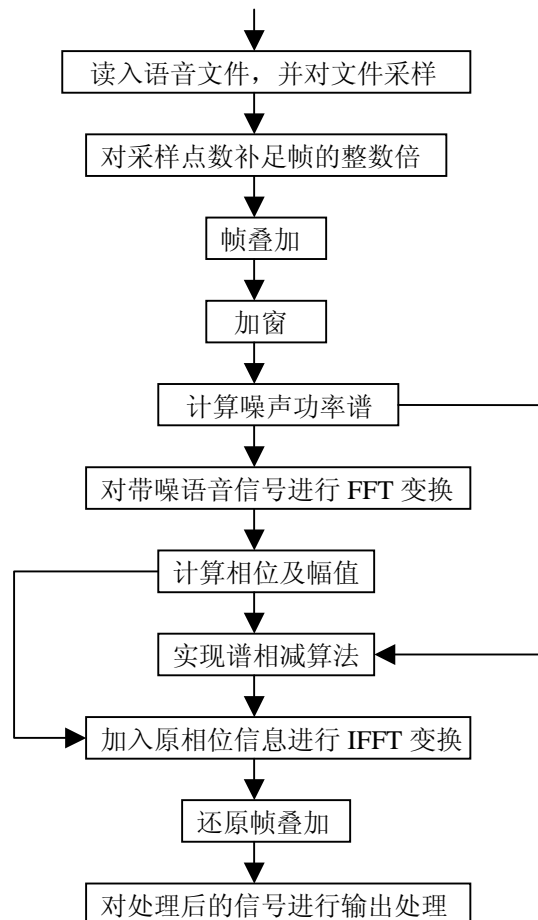 读入语音文件，并对文件采样
对采样点数补足帧的整数倍
帧叠加
加窗
计算噪声功率谱
对带噪语音信号进行 FFT 变换
计算相位及幅值
实现谱相减算法
加入原相位信息进行 IFFT 变换
还原帧叠加
对处理后的信号进行输出处理